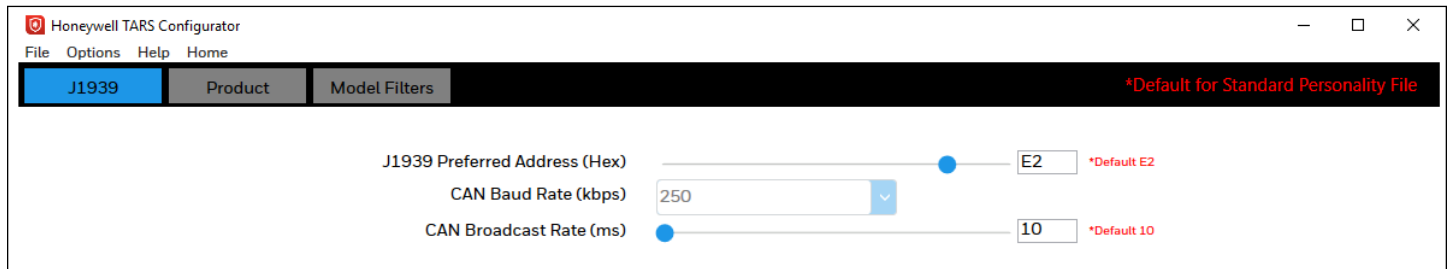 Honeywell TARS Configurator
File Options Help Home
J1939 Product Model Filters *Default for Standard Personality File
J1939 Preferred Address (Hex) E2 *Default E2
CAN Baud Rate (kbps) 250
CAN Broadcast Rate (ms) 10 *Default 10